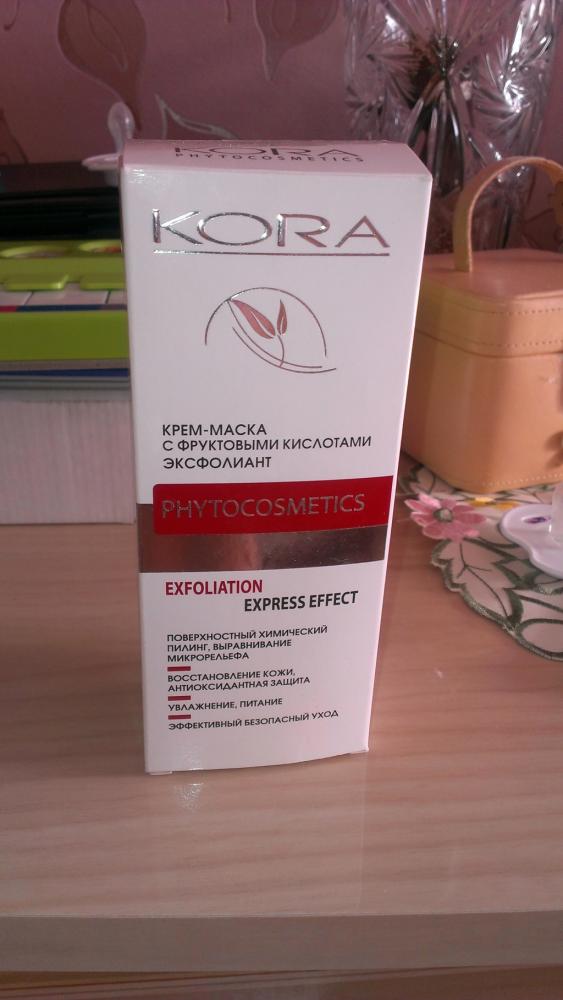 KORA
PHYTOCOSMETICS
KORA
КРЕМ-МАСКА
С ФРУКТОВЫМИ КИСЛОТАМИ
ЭКСФОЛИАНТ
PHYTOCOSMETICS
EXFOLIATION
EXPRESS EFFECT
ПОВЕРХНОСТНЫЙ ХИМИЧЕСКИЙ
ПИЛИНГ, ВЫРАВНИВАНИЕ
МИКРОРЕЛЬЕФА
ВОССТАНОВЛЕНИЕ КОЖИ,
АНТИОКСИДАНТНАЯ ЗАЩИТА
УВЛАЖНЕНИЕ, ПИТАНИЕ
ЭФФЕКТИВНЫЙ БЕЗОПАСНЫЙ УХОД